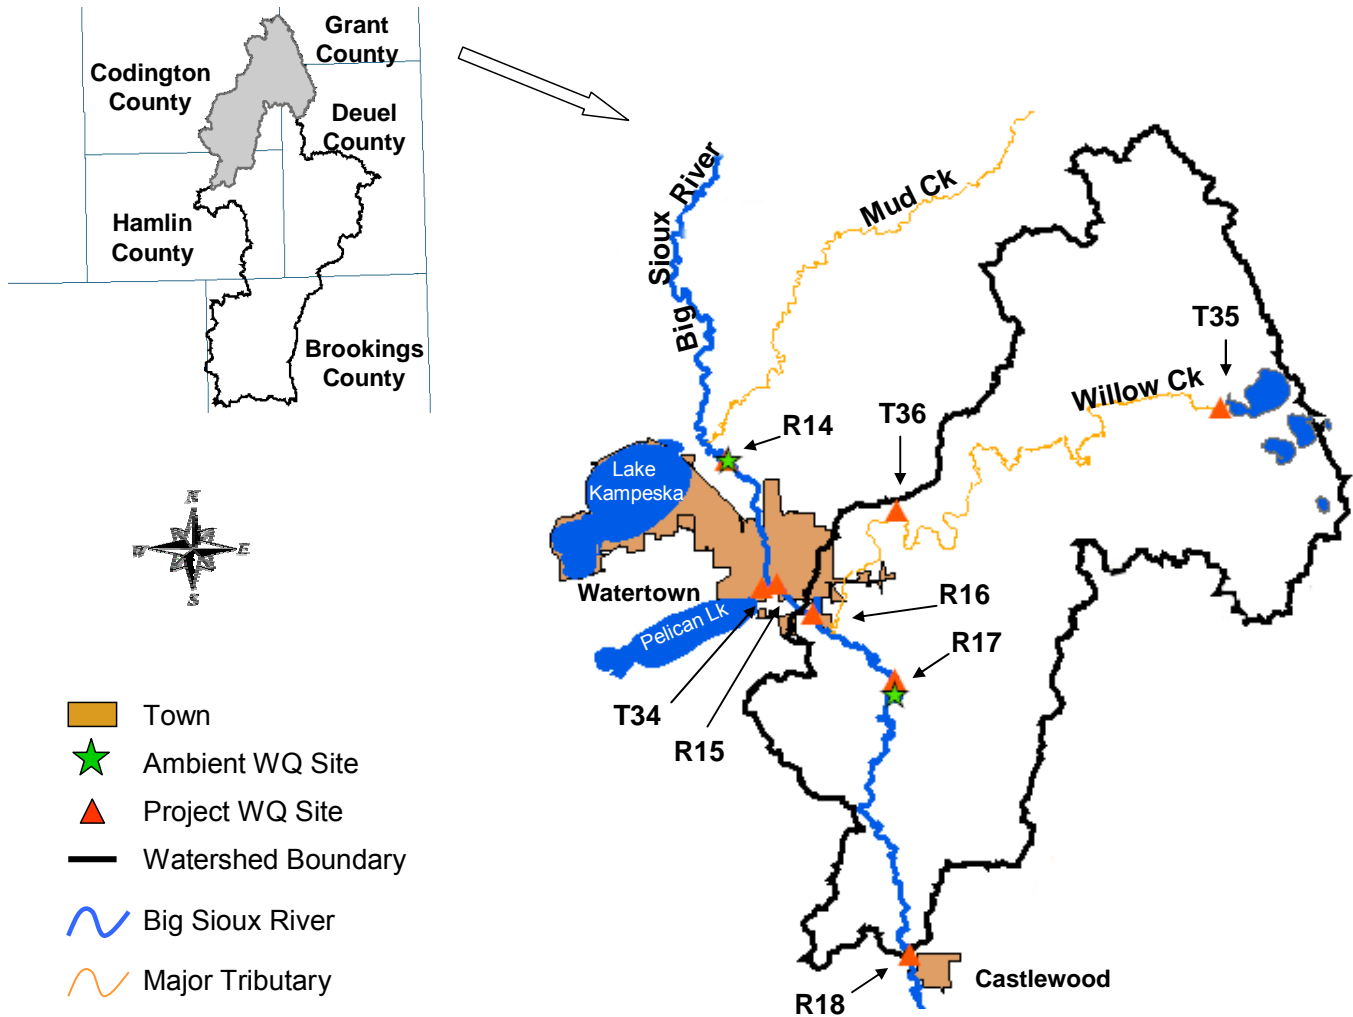 Grant
County
Codington
County
Deuel
County
Hamlin
County
Brookings
County
Big Sioux River
Mud Ck
T35
Willow Ck
T36
R14
Lake
Kampeska
Watertown
R16
Pelican Lk
R17
T34
R15
N
E
S
Town
Ambient WQ Site
Project WQ Site
Watershed Boundary
Big Sioux River
Major Tributary
Castlewood
R18